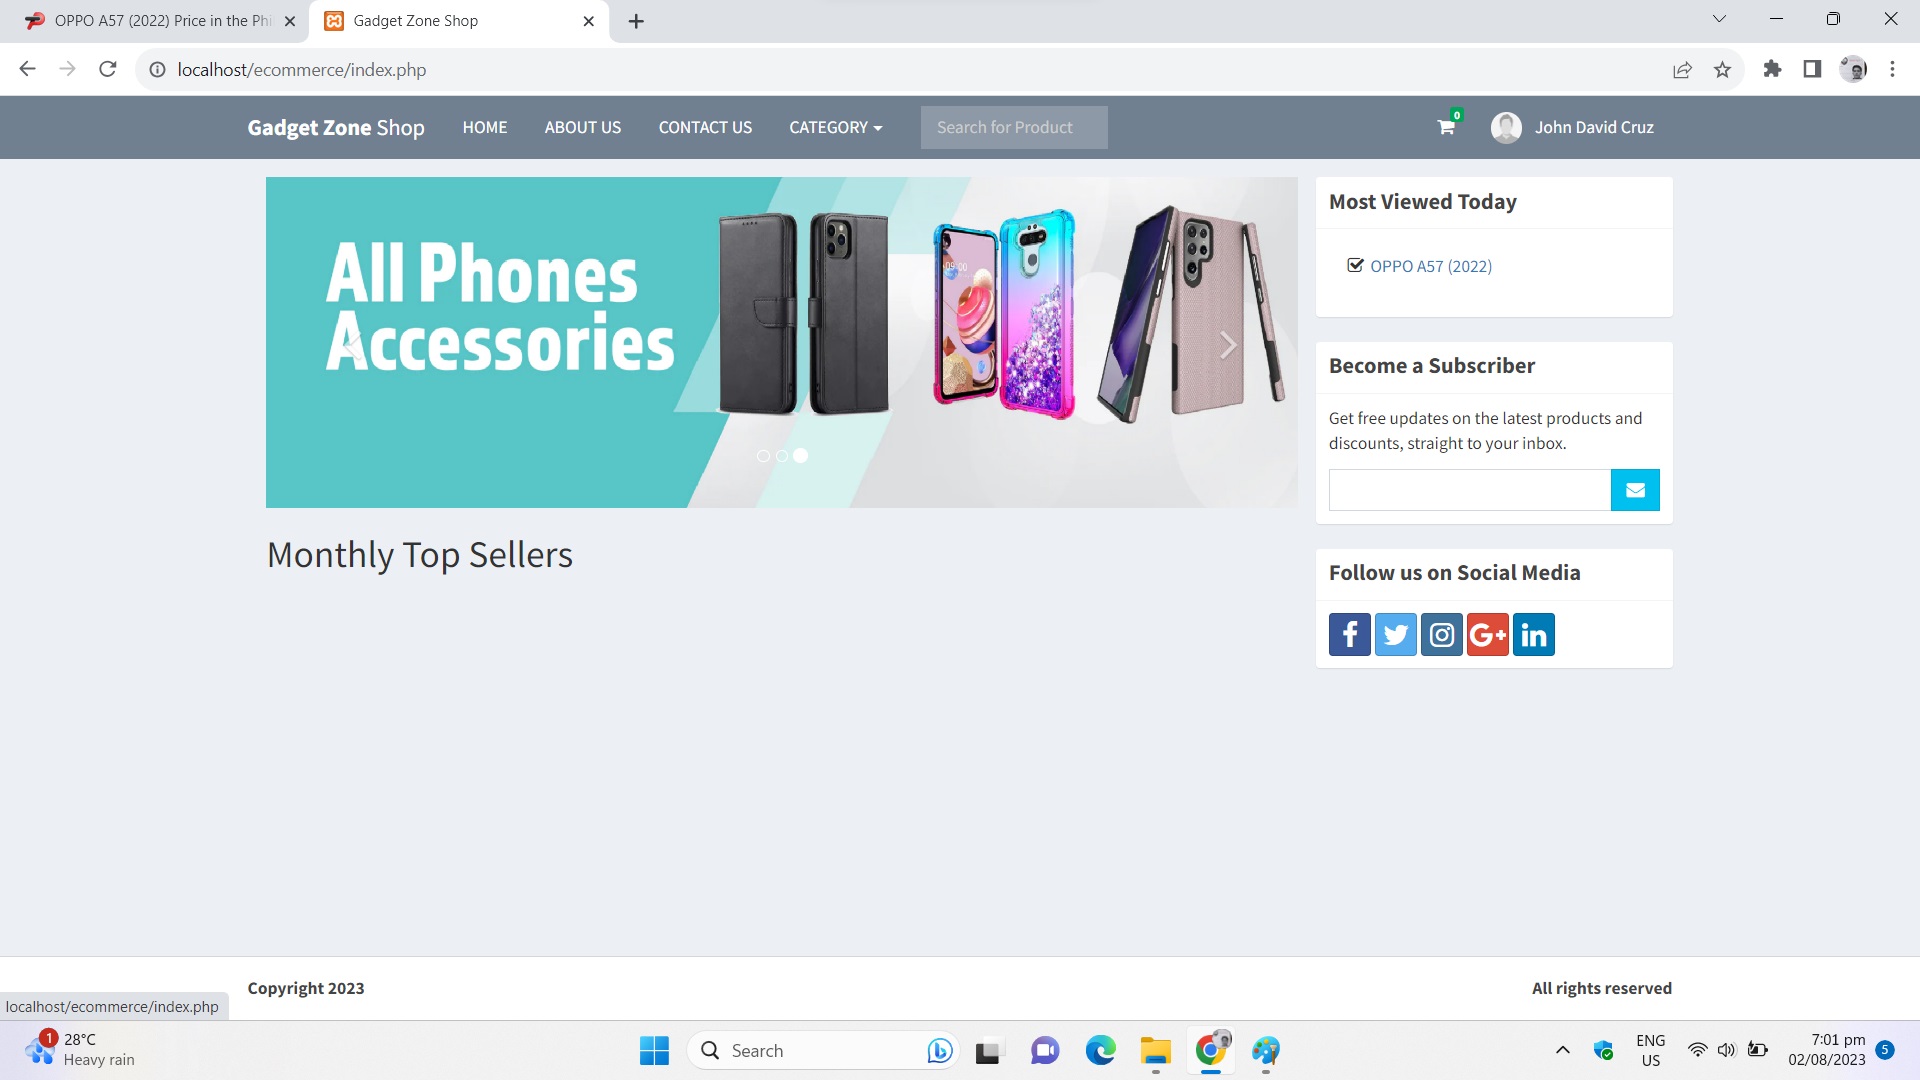 OPPO A57 (2022) Price in the Phi
Gadget Zone Shop
localhost/ecommerce/index.php
Gadget Zone Shop
HOME
ABOUT US
CONTACT US
CATEGORY
Search for Product
0
John David Cruz
All Phones
Accessories
09:00
Most Viewed Today
OPPO A57 (2022)
Become a Subscriber
Get free updates on the latest products and
discounts, straight to your inbox.
Monthly Top Sellers
Follow us on Social Media
f
G+
in
Copyright 2023
All rights reserved
localhost/ecommerce/index.php
1
28°C
Heavy rain
Search
b
ENG
US
7:01 pm
02/08/2023
5